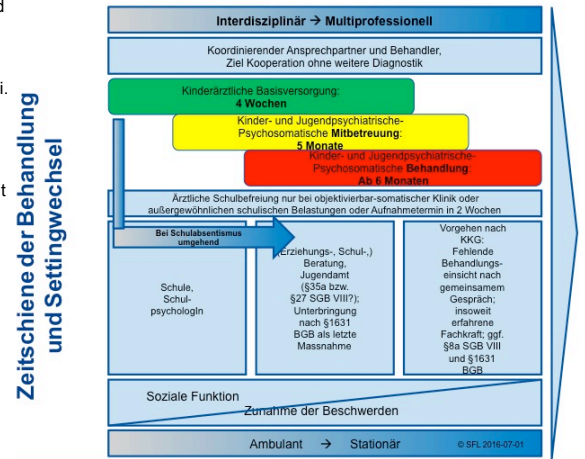 d
i.
t
Zeitschiene der Behandlung
und Settingwechsel
Interdisziplinär → Multiprofessionell
Koordinierender Ansprechpartner und Behandler,
Ziel Kooperation ohne weitere Diagnostik
Kinderärztliche Basisversorgung:
4 Wochen
Kinder- und Jugendpsychiatrische-
Psychosomatische Mitbetreuung:
5 Monate
Kinder- und Jugendpsychiatrische-
Psychosomatische Behandlung:
Ab 6 Monaten
Ärztliche Schulbefreiung nur bei objektivierbar-somatischer Klinik oder
außergewöhnlichen schulischen Belastungen oder Aufnahmetermin in 2 Wochen
Bei Schulabsentismus
umgehend
Schule,
Schul-
psychologIn
(Erziehungs-, Schul-,)
Beratung,
Jugendamt
(§35a bzw.
§27 SGB VIII?);
Unterbringung
nach §1631
BGB als letzte
Massnahme
Vorgehen nach
KKG:
Fehlende
Behandlungs-
einsicht nach
gemeinsamem
Gespräch;
insoweit
erfahrene
Fachkraft; ggf.
§8a SGB VIII
und §1631
BGB
Soziale Funktion
Zunahme der Beschwerden
Ambulant → Stationär
© SFL 2016-07-01